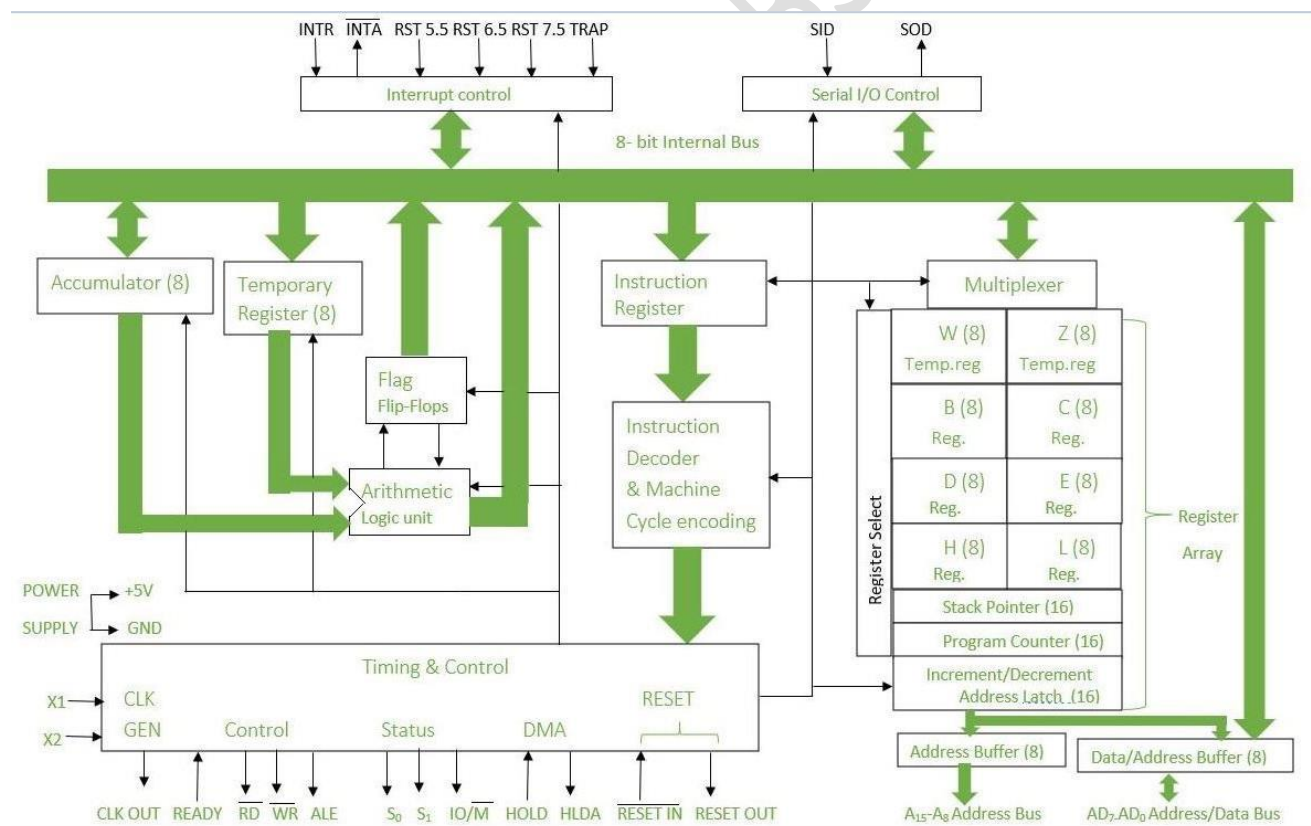 INTR INTA RST 5.5 RST 6.5 RST 7.5 TRAP SID SOD
Interrupt control
Serial I/O Control
8- bit Internal Bus
Accumulator (8)
Temporary
Register (8)
Flag
Flip-Flops
Arithmetic
Logic unit
Instruction
Register
Instruction
Decoder
& Machine
Cycle encoding
Multiplexer
Register Select
W (8) Z (8)
Temp.reg Temp.reg
B (8) C (8)
Reg. Reg.
D (8) E (8)
Reg. Reg.
H (8) L (8)
Reg. Reg.
Stack Pointer (16)
Program Counter (16)
Increment/Decrement
Address Latch (16)
Register
Array
POWER +5V
SUPPLY GND
Timing & Control
X1 CLK RESET
X2 GEN Control Status DMA
CLK OUT READY RD WR ALE S₀ S₁ IO/M HOLD HLDA RESET IN RESET OUT
Address Buffer (8)
Data/Address Buffer (8)
A₁₅-A₈ Address Bus
AD₇.AD₀ Address/Data Bus